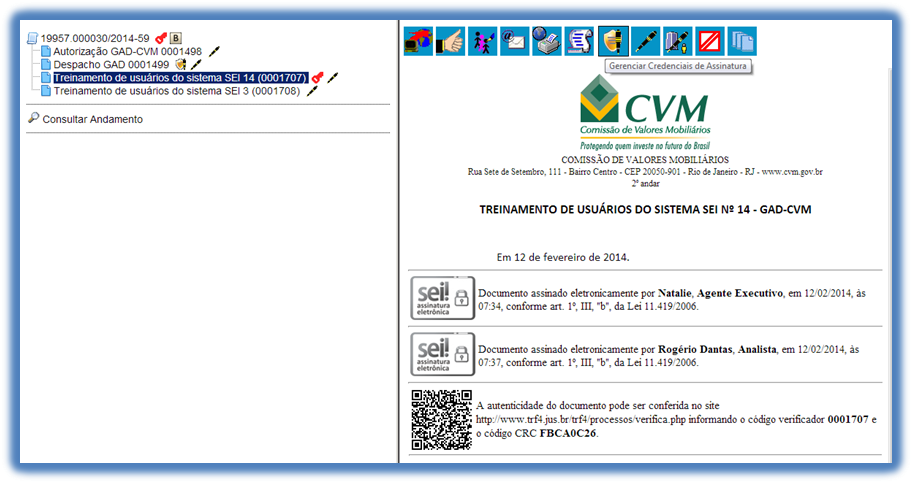 19957.000030/2014-59 B
Autorização GAD-CVM 0001498
Despacho GAD 0001499
Treinamento de usuários do sistema SEI 14 (0001707)
Treinamento de usuários do sistema SEI 3 (0001708)
Consultar Andamento
Gerenciar Credenciais de Assinatura
CVM
Comissão de Valores Mobiliários
Protegendo quem investe no futuro do Brasil
COMISSÃO DE VALORES MOBILIÁRIOS
Rua Sete de Setembro, 111 - Bairro Centro - CEP 20050-901 - Rio de Janeiro - RJ - www.cvm.gov.br
2º andar
TREINAMENTO DE USUÁRIOS DO SISTEMA SEI Nº 14 - GAD-CVM
Em 12 de fevereiro de 2014.
sei!
assinatura
eletrônica
Documento assinado eletronicamente por Natalie, Agente Executivo, em 12/02/2014, às
07:34, conforme art. 1º, III, "b", da Lei 11.419/2006.
sei!
assinatura
eletrônica
Documento assinado eletronicamente por Rogério Dantas, Analista, em 12/02/2014, às
07:37, conforme art. 1º, III, "b", da Lei 11.419/2006.
A autenticidade do documento pode ser conferida no site
http://www.trf4.jus.br/trf4/processos/verifica.php informando o código verificador 0001707 e
o código CRC FBCA0C26.